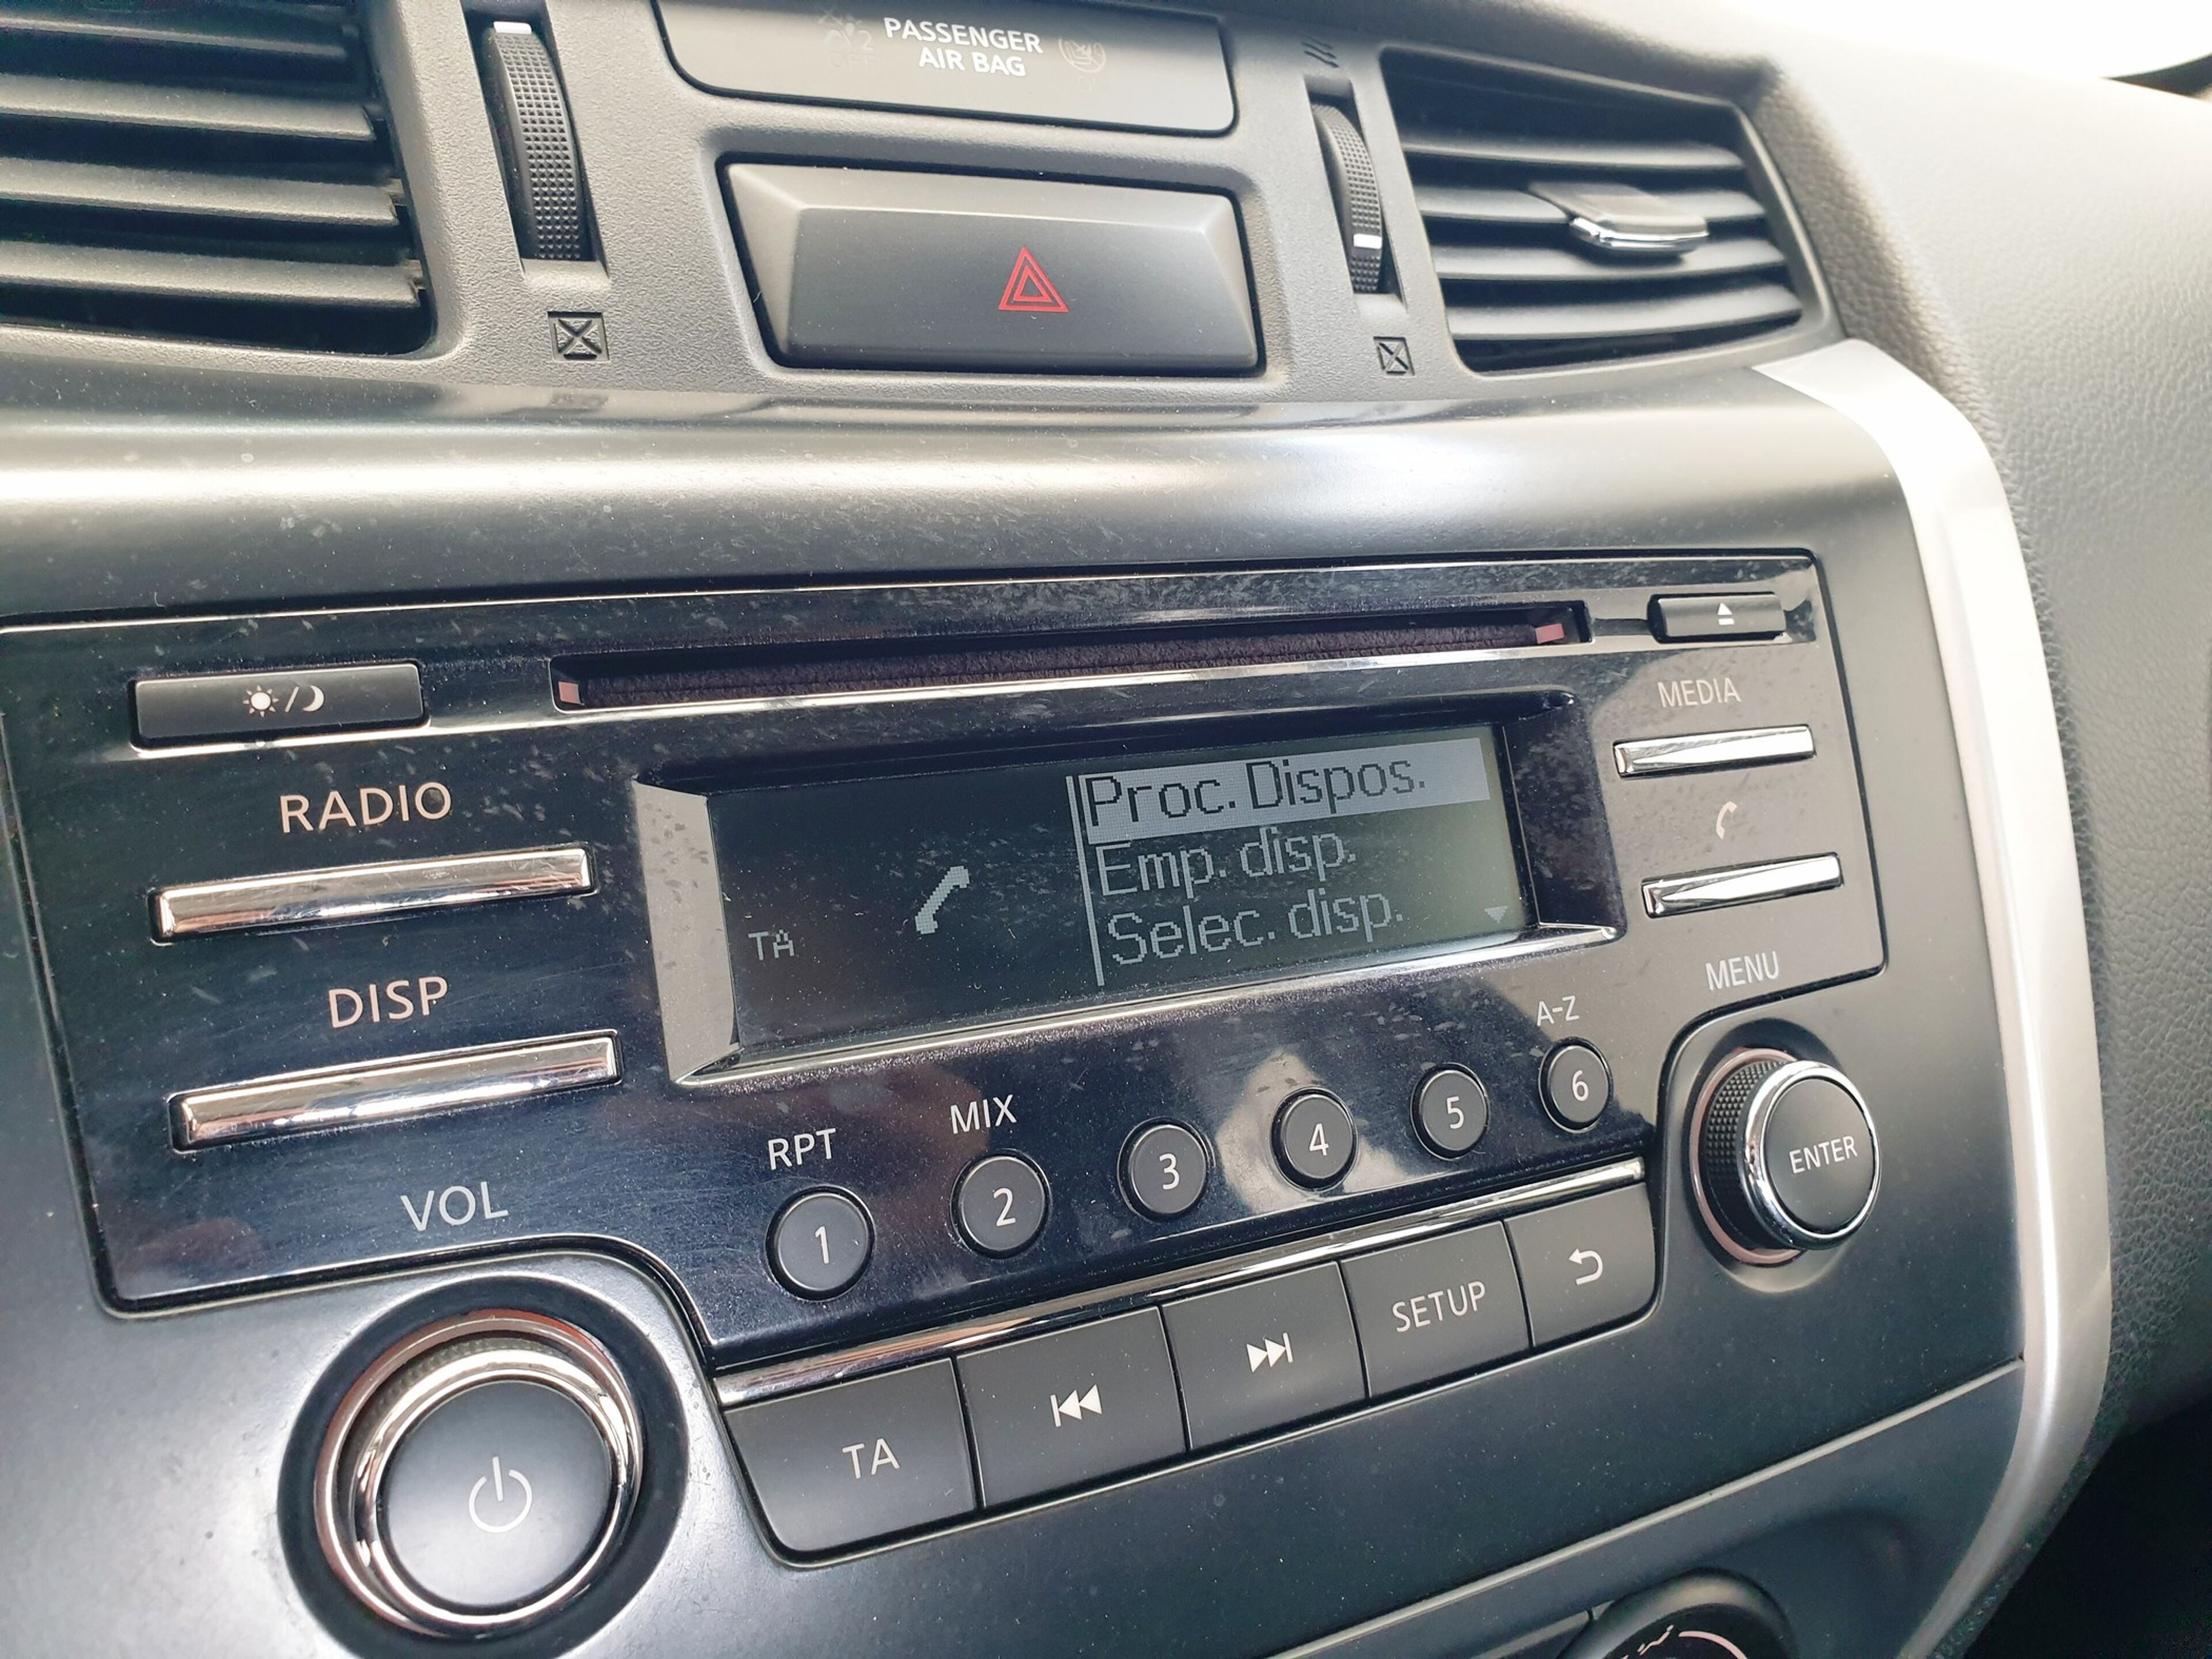 PASSENGER
AIR BAG
MEDIA
RADIO
Proc. Dispos.
Emp. disp.
Selec. disp.
TA
DISP
MENU
A-Z
MIX
RPT
VOL
1
2
3
4
5
6
ENTER
SETUP
TA